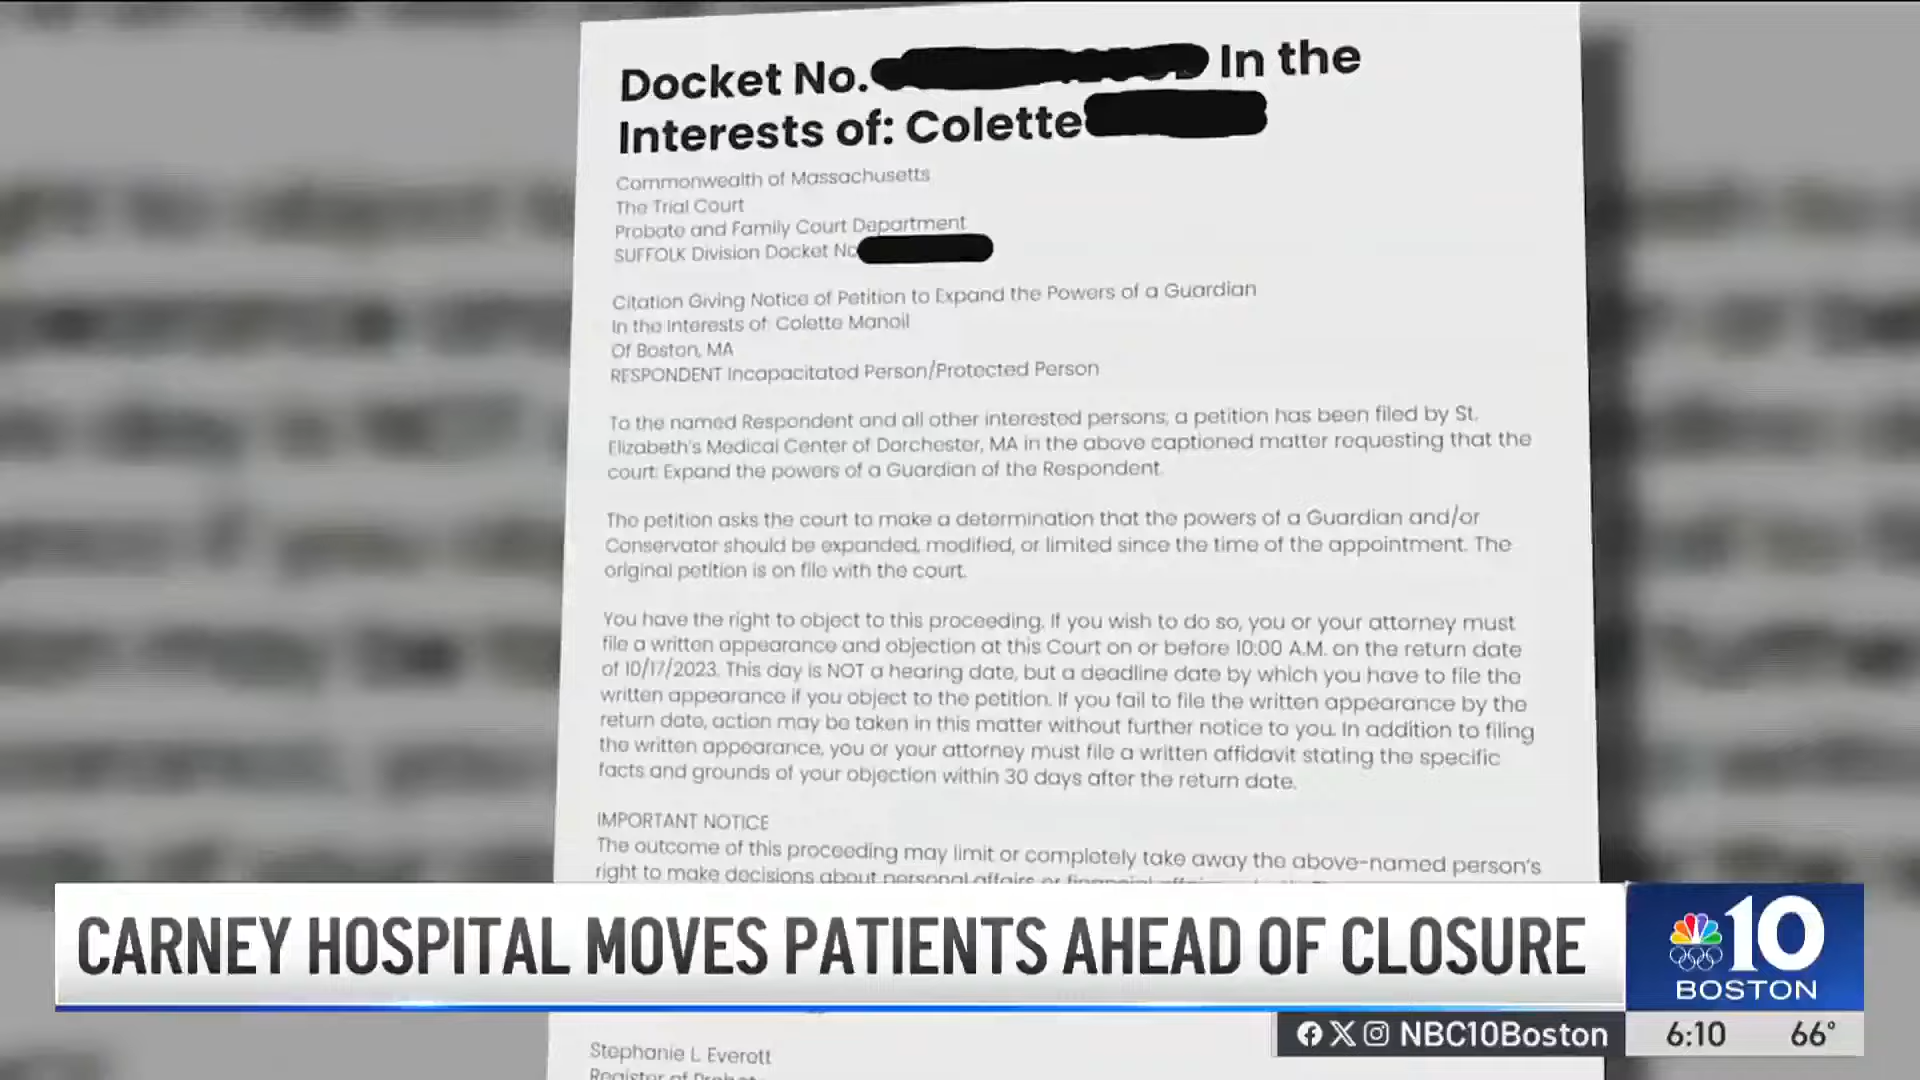 Docket No. In the
Interests of: Colette
Commonwealth of Massachusetts
The Trial Court
Probate and Family Court Department
SUFFOLK Division Docket No
Citation Giving Notice of Petition to Expand the Powers of a Guardian
In the Interests of: Colette Manoil
Of Boston, MA
RESPONDENT Incapacitated Person/Protected Person
To the named Respondent and all other interested persons, a petition has been filed by St.
Elizabeth's Medical Center of Dorchester, MA in the above captioned matter requesting that the
court: Expand the powers of a Guardian of the Respondent.
The petition asks the court to make a determination that the powers of a Guardian and/or
Conservator should be expanded, modified, or limited since the time of the appointment. The
original petition is on file with the court.
You have the right to object to this proceeding. If you wish to do so, you or your attorney must
file a written appearance and objection at this Court on or before 10:00 A.M. on the return date
of 10/17/2023. This day is NOT a hearing date, but a deadline date by which you have to file the
written appearance if you object to the petition. If you fail to file the written appearance by the
return date, action may be taken in this matter without further notice to you. In addition to filing
the written appearance, you or your attorney must file a written affidavit stating the specific
facts and grounds of your objection within 30 days after the return date.
IMPORTANT NOTICE
The outcome of this proceeding may limit or completely take away the above-named person's
right to make decisions about personal affairs or financial affairs
CARNEY HOSPITAL MOVES PATIENTS AHEAD OF CLOSURE
10
BOSTON
NBC10Boston
6:10 66°
Stephanie L Everett
Register of Probate